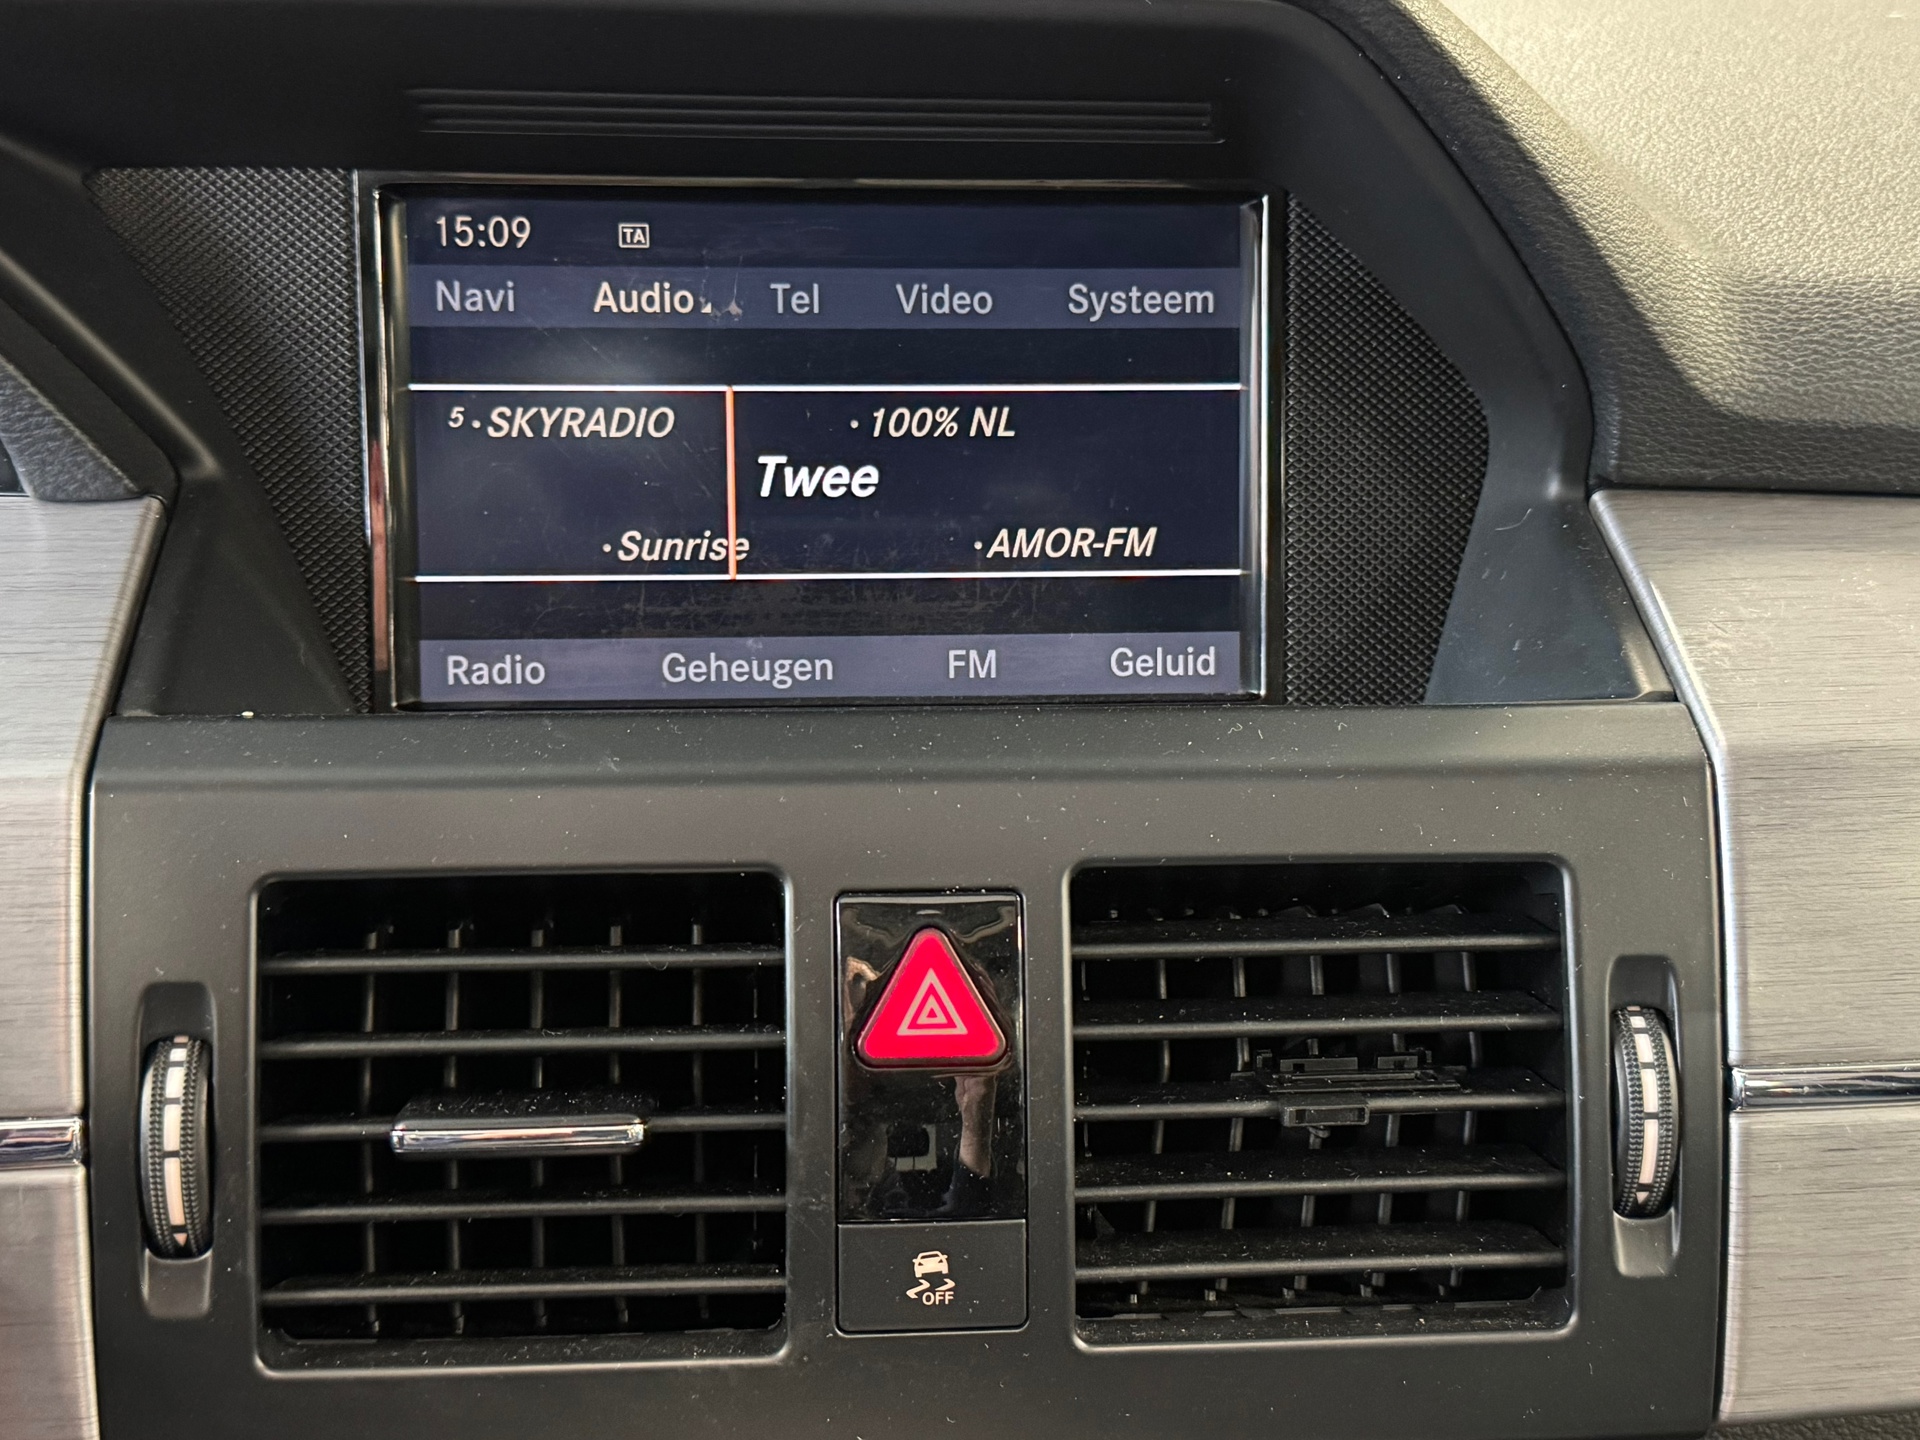 15:09 TA
Navi Audio Tel Video Systeem
5 · SKYRADIO · 100% NL
Twee
· Sunrise · AMOR-FM
Radio Geheugen FM Geluid
OFF